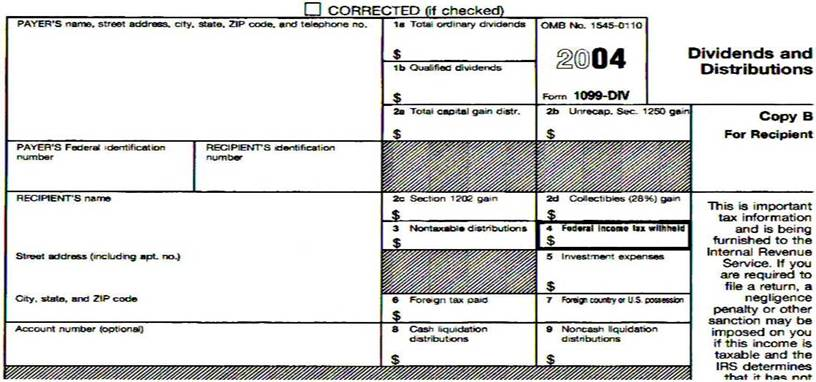 CORRECTED (if checked)
PAYER'S name, street address, city, state, ZIP code, and telephone no.
1a Total ordinary dividends
$
1b Qualified dividends
$
OMB No. 1545-0110
2004
Form 1099-DIV
Dividends and
Distributions
2a Total capital gain distr.
$
2b Unrecap. Sec. 1250 gain
$
Copy B
For Recipient
PAYER'S Federal identification
number
RECIPIENT'S identification
number
RECIPIENT'S name
2c Section 1202 gain
$
2d Collectibles (28%) gain
$
3 Nontaxable distributions
$
4 Federal income tax withheld
$
Street address (including apt. no.)
5 Investment expenses
$
City, state, and ZIP code
6 Foreign tax paid
$
7 Foreign country or U.S. possession
Account number (optional)
8 Cash liquidation
distributions
$
9 Noncash liquidation
distributions
$
This is important
tax information
and is being
furnished to the
Internal Revenue
Service. If you
are required to
file a return, a
negligence
penalty or other
sanction may be
imposed on you
if this income is
taxable and the
IRS determines
that it has not